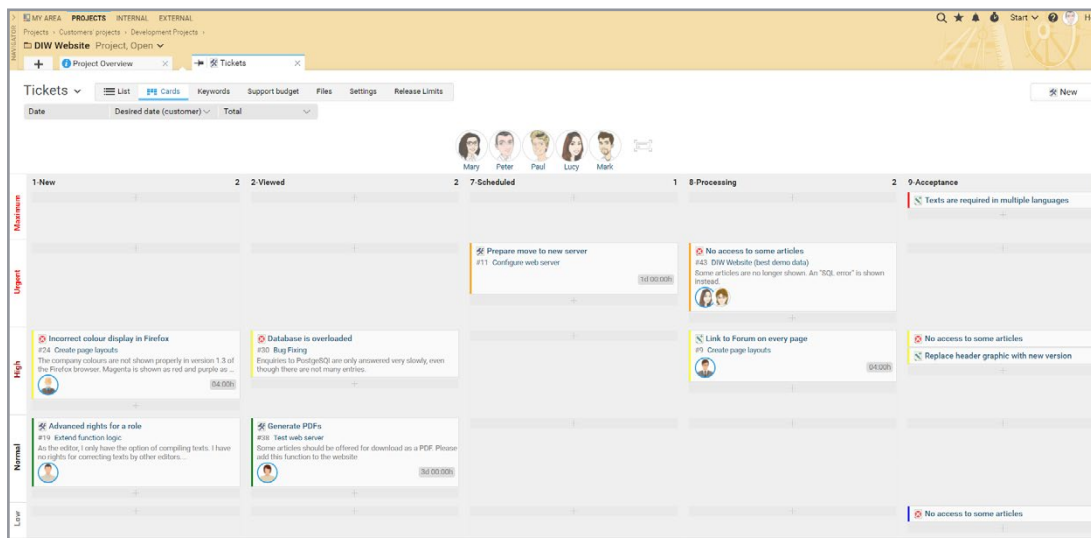 NAVIGATOR
MY AREA PROJECTS INTERNAL EXTERNAL
Start
Projects › Customers' projects › Development Projects ›
DIW Website Project, Open
Project Overview
Tickets
Tickets
List Cards Keywords Support budget Files Settings Release Limits
New
Date Desired date (customer) Total
Mary Peter Paul Lucy Mark
1-New 2 2-Viewed 2 7-Scheduled 1 8-Processing 2 9-Acceptance
Maximum
Texts are required in multiple languages
Urgent
Prepare move to new server
#11 Configure web server
1d 00:00h
No access to some articles
#43 DIW Website (best demo data)
Some articles are no longer shown. An "SQL error" is shown
instead.
High
Incorrect colour display in Firefox
#24 Create page layouts
The company colours are not shown properly in version 1.3 of
the Firefox browser. Magenta is shown as red and purple as ...
04:00h
Database is overloaded
#30 Bug Fixing
Enquiries to PostgeSQl are only answered very slowly, even
though there are not many entries.
Link to Forum on every page
#9 Create page layouts
04:00h
No access to some articles
Replace header graphic with new version
Normal
Advanced rights for a role
#19 Extend function logic
As the editor, I only have the option of compiling texts. I have
no rights for correcting texts by other editors...
Generate PDFs
#38 Test web server
Some articles should be offered for download as a PDF. Please
add this function to the website
3d 00:00h
Low
No access to some articles